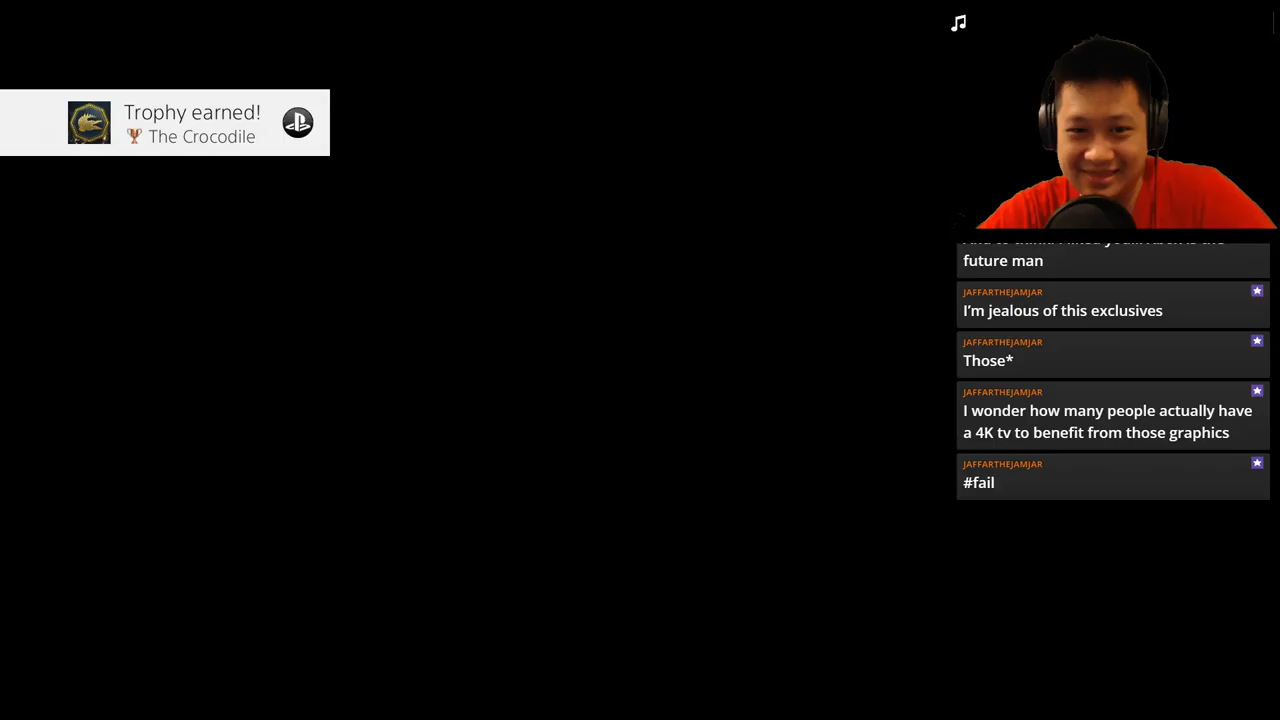 Trophy earned!
The Crocodile
future man
JAFFARTHEJAMJAR
I'm jealous of this exclusives
JAFFARTHEJAMJAR
Those*
JAFFARTHEJAMJAR
I wonder how many people actually have
a 4K tv to benefit from those graphics
JAFFARTHEJAMJAR
#fail